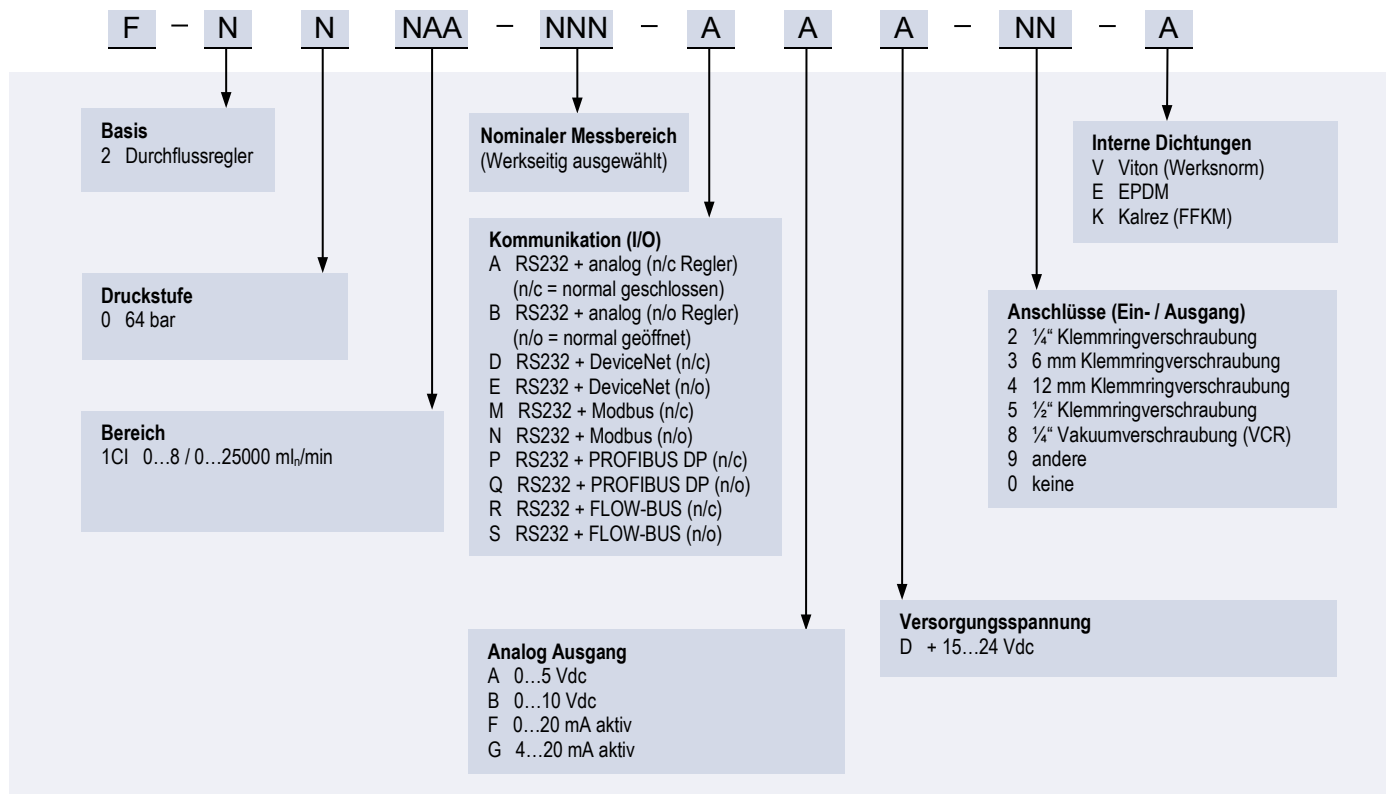 F – N N NAA – NNN – A A A – NN – A
Basis
2 Durchflussregler
Druckstufe
0 64 bar
Bereich
1CI 0…8 / 0…25000 mlₙ/min
Nominaler Messbereich
(Werkseitig ausgewählt)
Kommunikation (I/O)
A RS232 + analog (n/c Regler)
(n/c = normal geschlossen)
B RS232 + analog (n/o Regler)
(n/o = normal geöffnet)
D RS232 + DeviceNet (n/c)
E RS232 + DeviceNet (n/o)
M RS232 + Modbus (n/c)
N RS232 + Modbus (n/o)
P RS232 + PROFIBUS DP (n/c)
Q RS232 + PROFIBUS DP (n/o)
R RS232 + FLOW-BUS (n/c)
S RS232 + FLOW-BUS (n/o)
Analog Ausgang
A 0…5 Vdc
B 0…10 Vdc
F 0…20 mA aktiv
G 4…20 mA aktiv
Versorgungsspannung
D + 15…24 Vdc
Anschlüsse (Ein- / Ausgang)
2 ¼“ Klemmringverschraubung
3 6 mm Klemmringverschraubung
4 12 mm Klemmringverschraubung
5 ½“ Klemmringverschraubung
8 ¼“ Vakuumverschraubung (VCR)
9 andere
0 keine
Interne Dichtungen
V Viton (Werksnorm)
E EPDM
K Kalrez (FFKM)